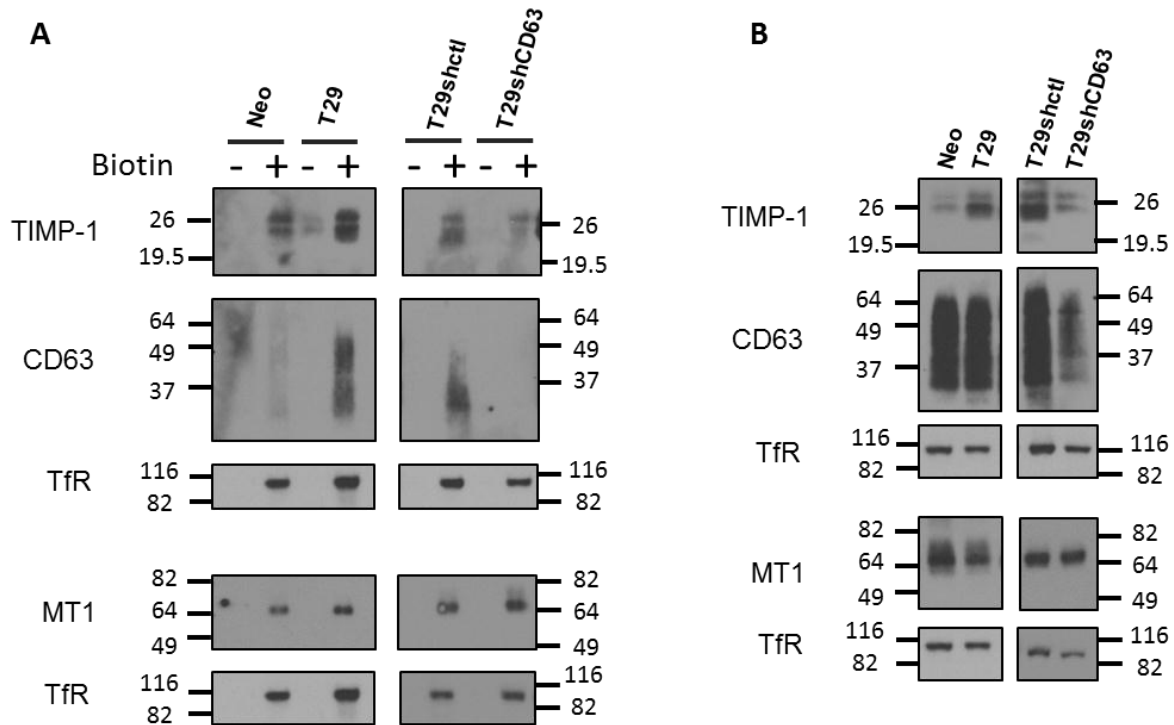 A
Neo T29 T29shctl T29shCD63
Biotin - + - + - + - +
TIMP-1 26 19.5 26 19.5
CD63 64 49 37 64 49 37
TfR 116 82 116 82
MT1 82 64 49 82 64 49
TfR 116 82 116 82
B
Neo T29 T29shctl T29shCD63
TIMP-1 26 19.5 26 19.5
CD63 64 49 37 64 49 37
TfR 116 82 116 82
MT1 82 64 49 82 64 49
TfR 116 82 116 82